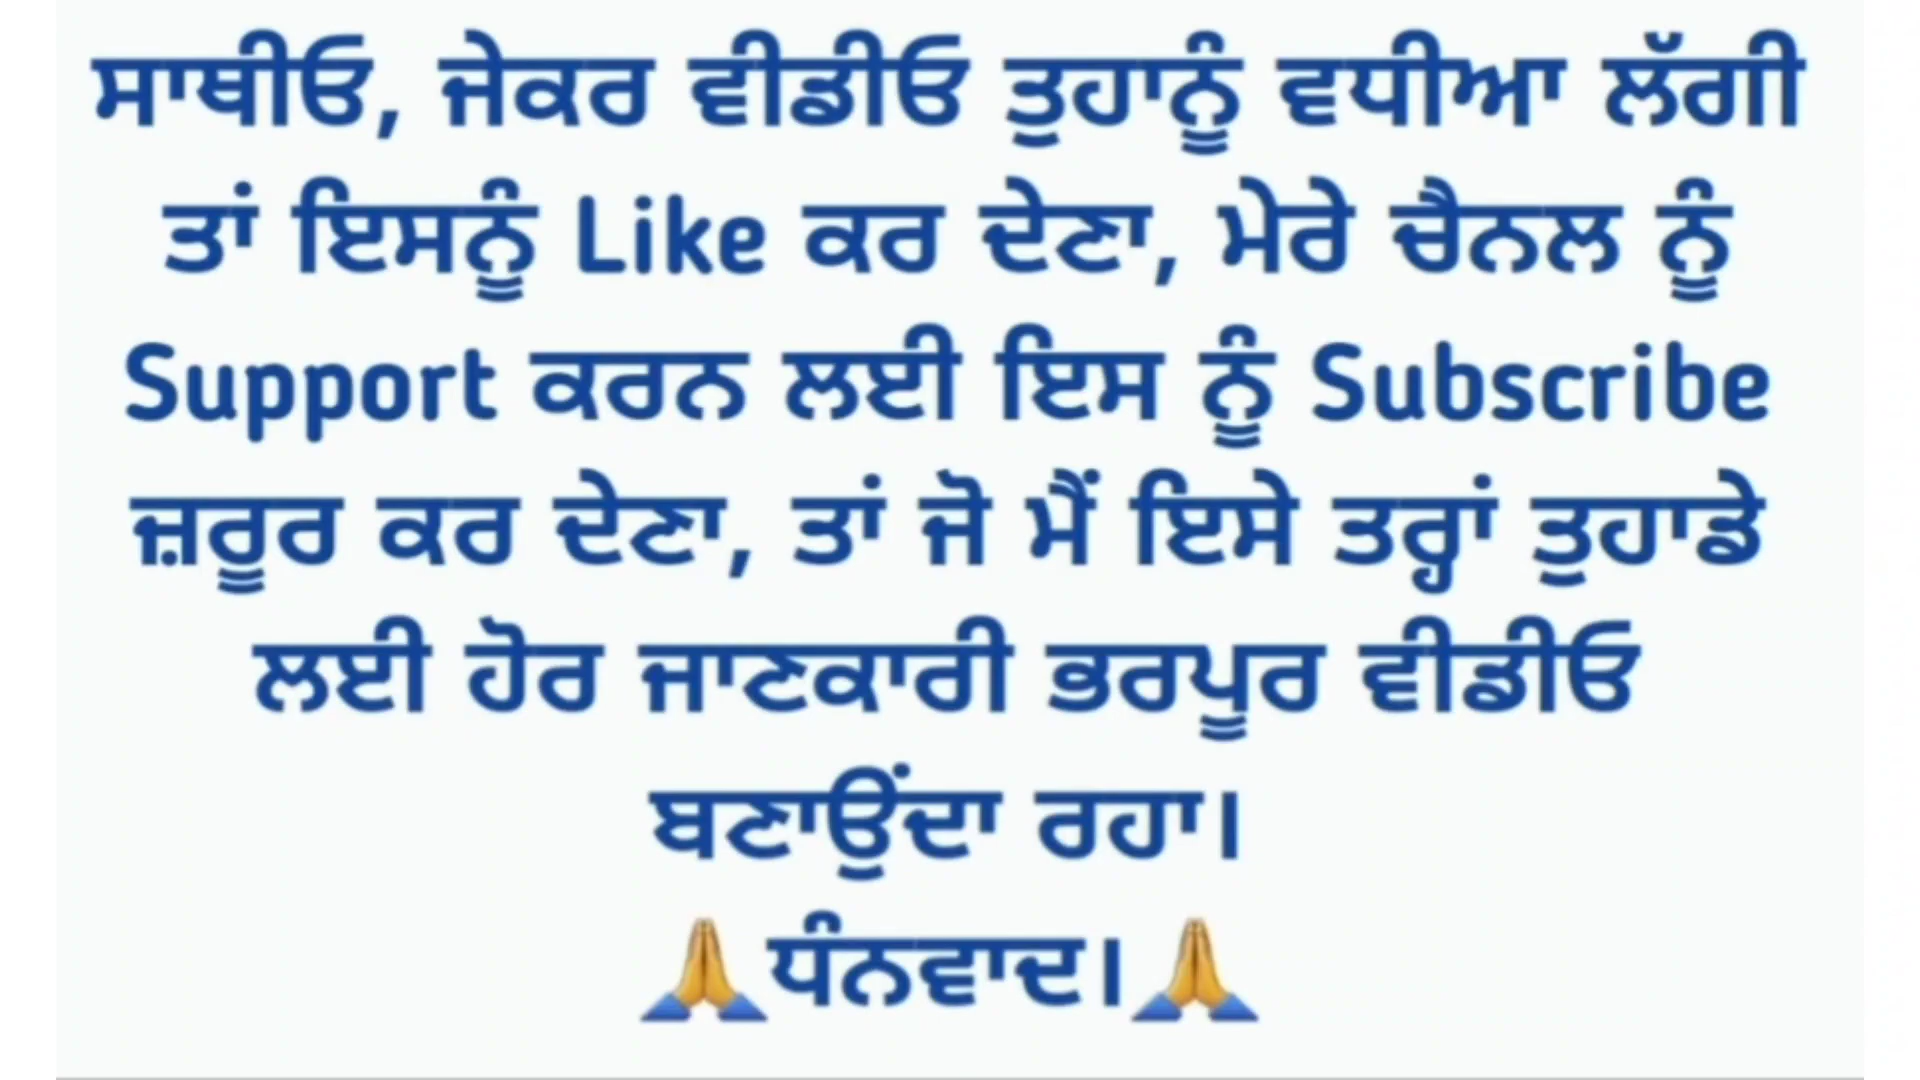 ਸਾਥੀਓ, ਜੇਕਰ ਵੀਡੀਓ ਤੁਹਾਨੂੰ ਵਧੀਆ ਲੱਗੀ
ਤਾਂ ਇਸਨੂੰ Like ਕਰ ਦੇਣਾ, ਮੇਰੇ ਚੈਨਲ ਨੂੰ
Support ਕਰਨ ਲਈ ਇਸ ਨੂੰ Subscribe
ਜ਼ਰੂਰ ਕਰ ਦੇਣਾ, ਤਾਂ ਜੋ ਮੈਂ ਇਸੇ ਤਰ੍ਹਾਂ ਤੁਹਾਡੇ
ਲਈ ਹੋਰ ਜਾਣਕਾਰੀ ਭਰਪੂਰ ਵੀਡੀਓ
ਬਣਾਉਂਦਾ ਰਹਾ।
🙏ਧੰਨਵਾਦ।🙏